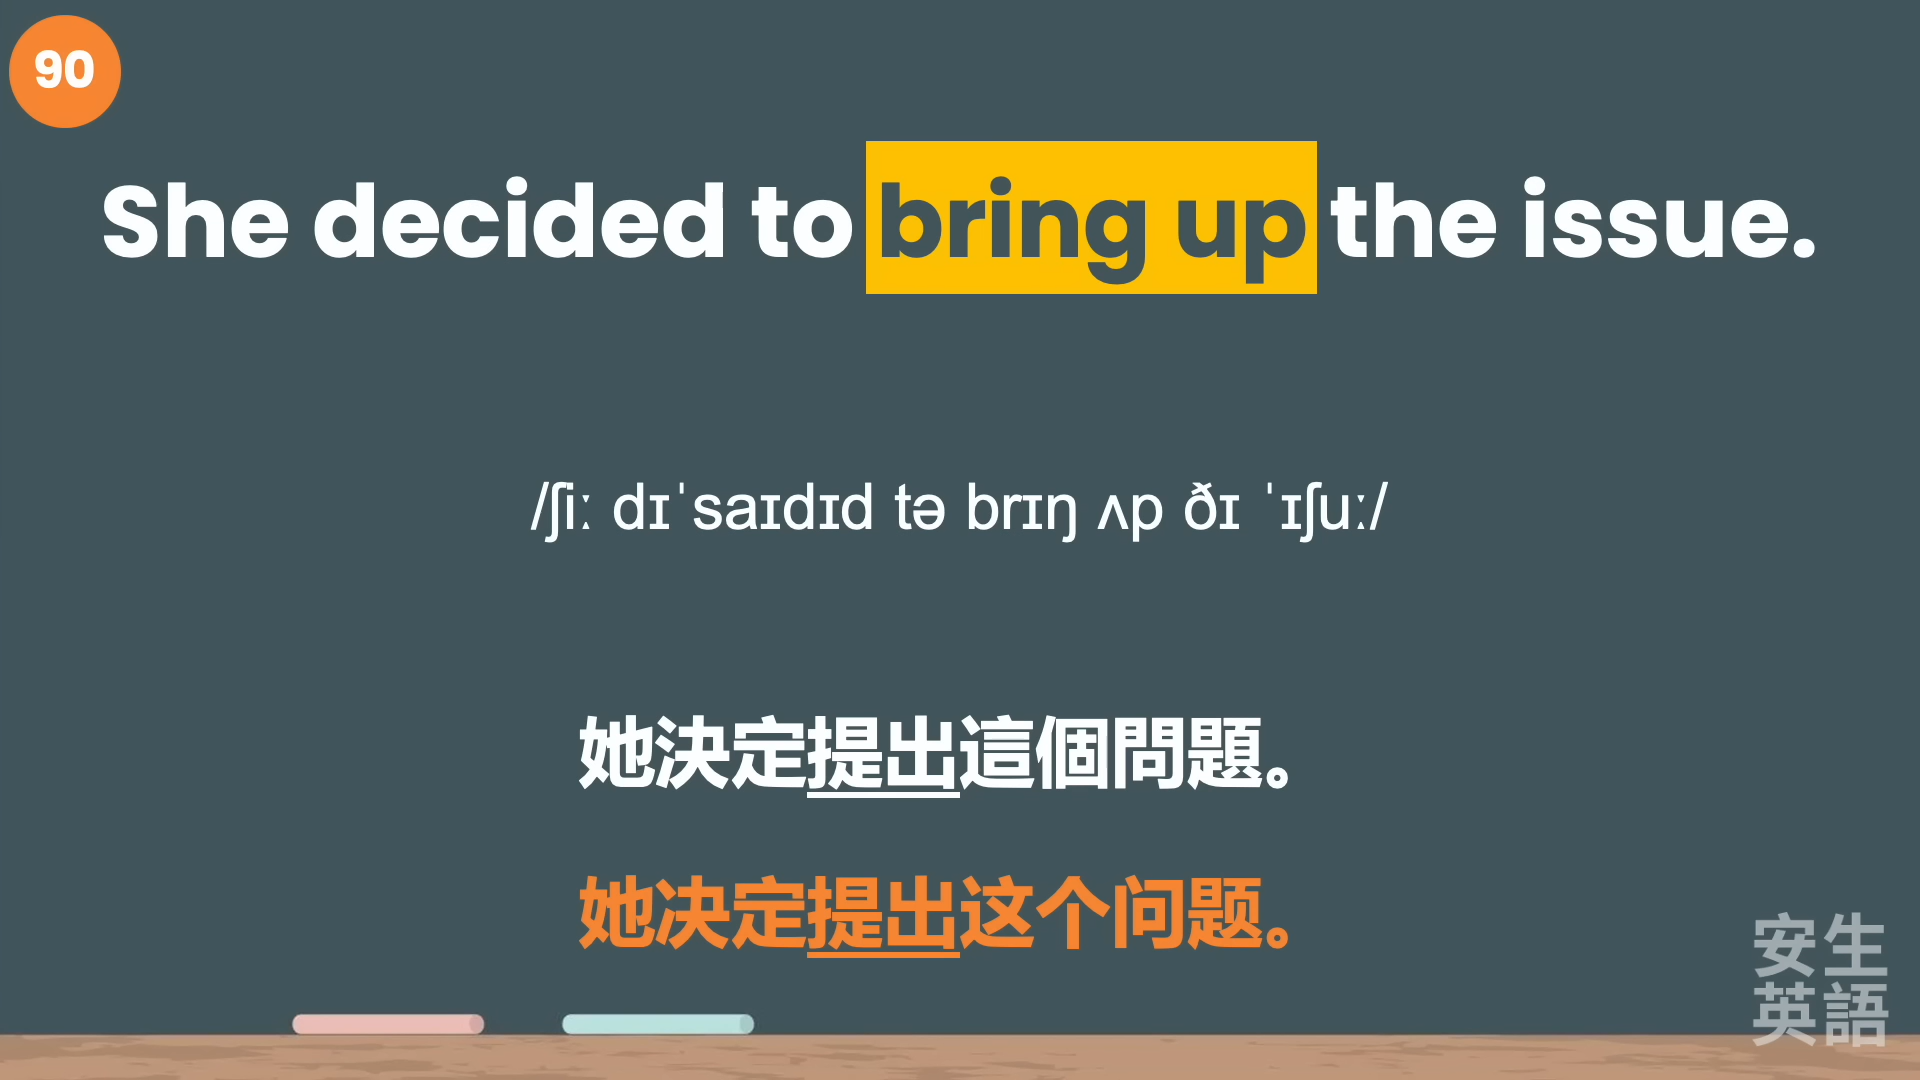 90
She decided to bring up the issue.
/ʃiː dɪˈsaɪdɪd tə brɪŋ ʌp ðɪ ˈɪʃuː/
她決定提出這個問題。
她决定提出这个问题。
安生
英語